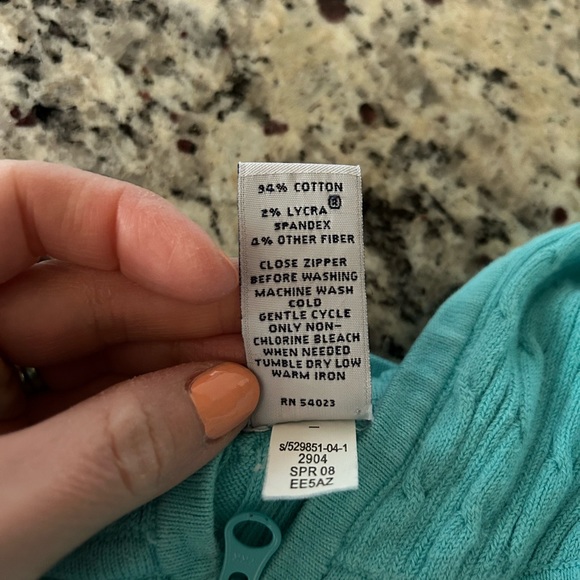 94% COTTON
2% LYCRA®
SPANDEX
4% OTHER FIBER
CLOSE ZIPPER
BEFORE WASHING
MACHINE WASH
COLD
GENTLE CYCLE
ONLY NON-
CHLORINE BLEACH
WHEN NEEDED
TUMBLE DRY LOW
WARM IRON
RN 54023
s/529851-04-1
2904
SPR 08
EE5AZ